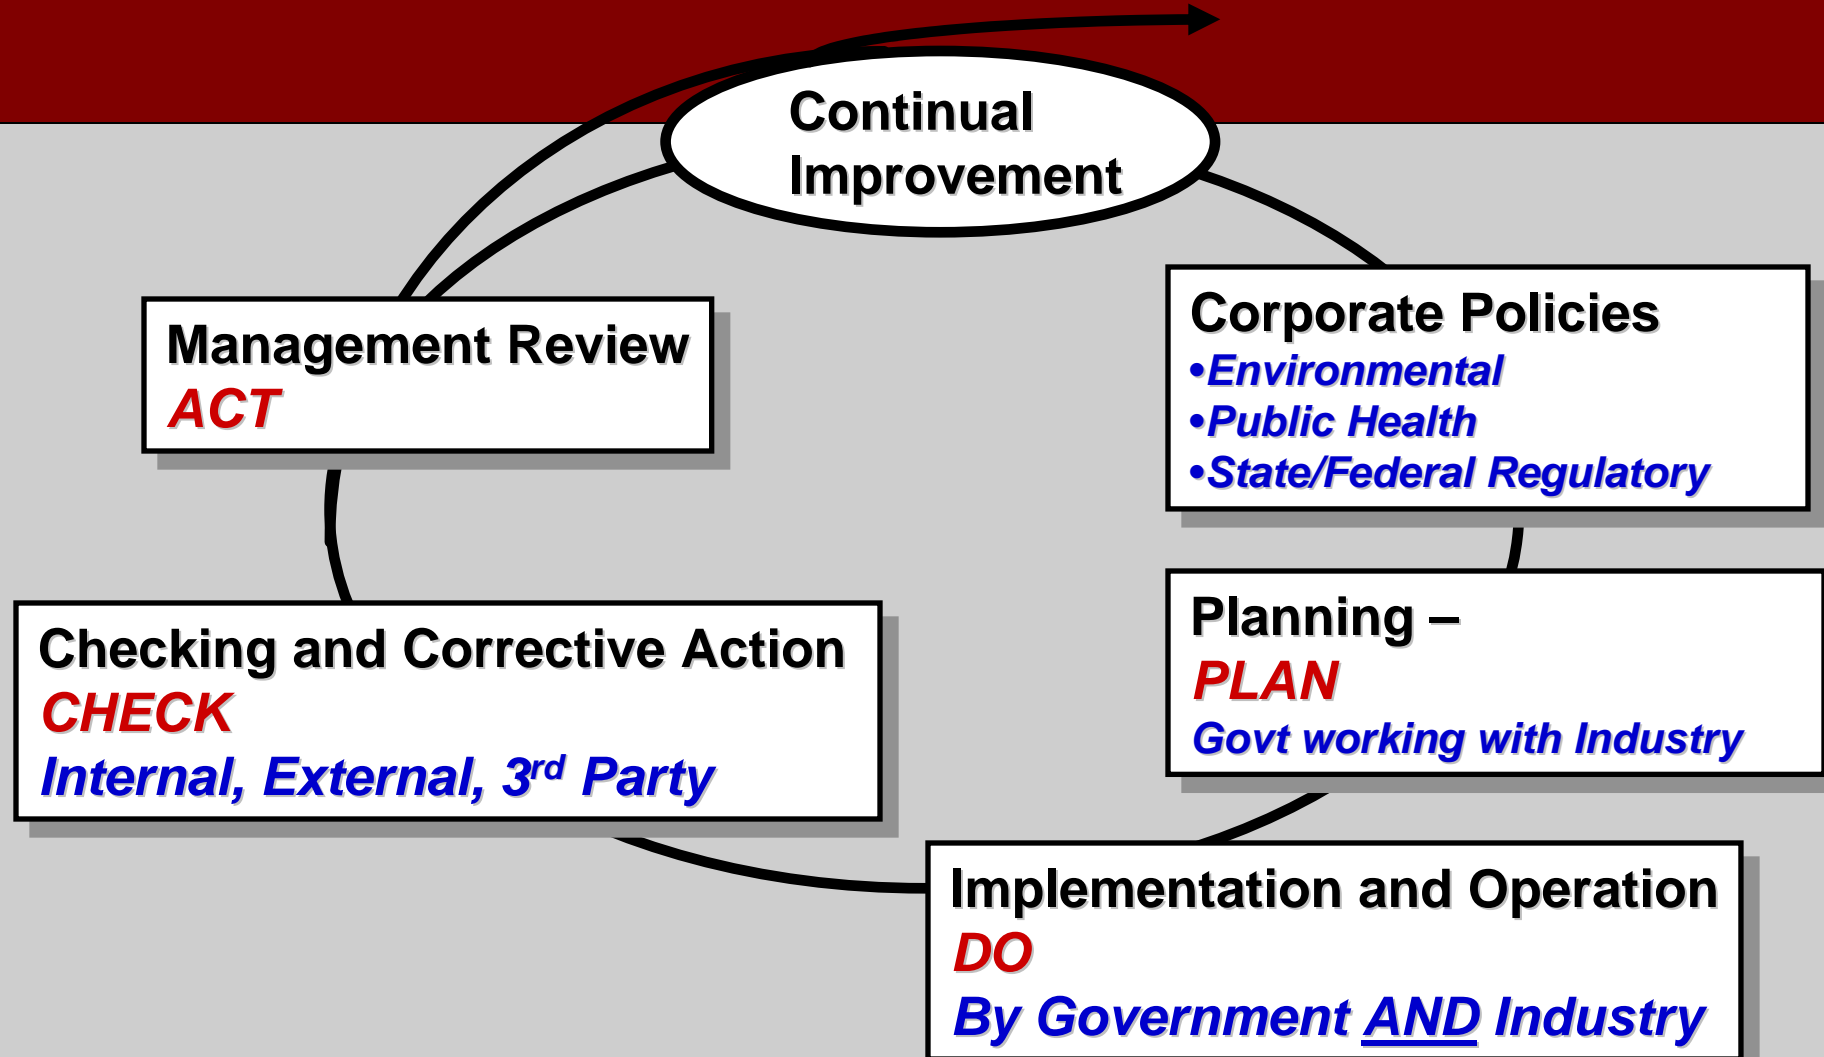 Continual
Improvement
Corporate Policies
•Environmental
•Public Health
•State/Federal Regulatory
Management Review
ACT
Planning –
PLAN
Govt working with Industry
Checking and Corrective Action
CHECK
Internal, External, 3rd Party
Implementation and Operation
DO
By Government AND Industry